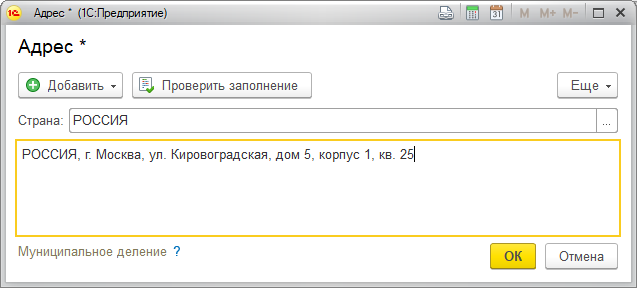 Адрес * (1С:Предприятие)
M M+ M-
Адрес *
Добавить Проверить заполнение Еще
Страна: РОССИЯ ...
РОССИЯ, г. Москва, ул. Кировоградская, дом 5, корпус 1, кв. 25
Муниципальное деление ? ОК Отмена